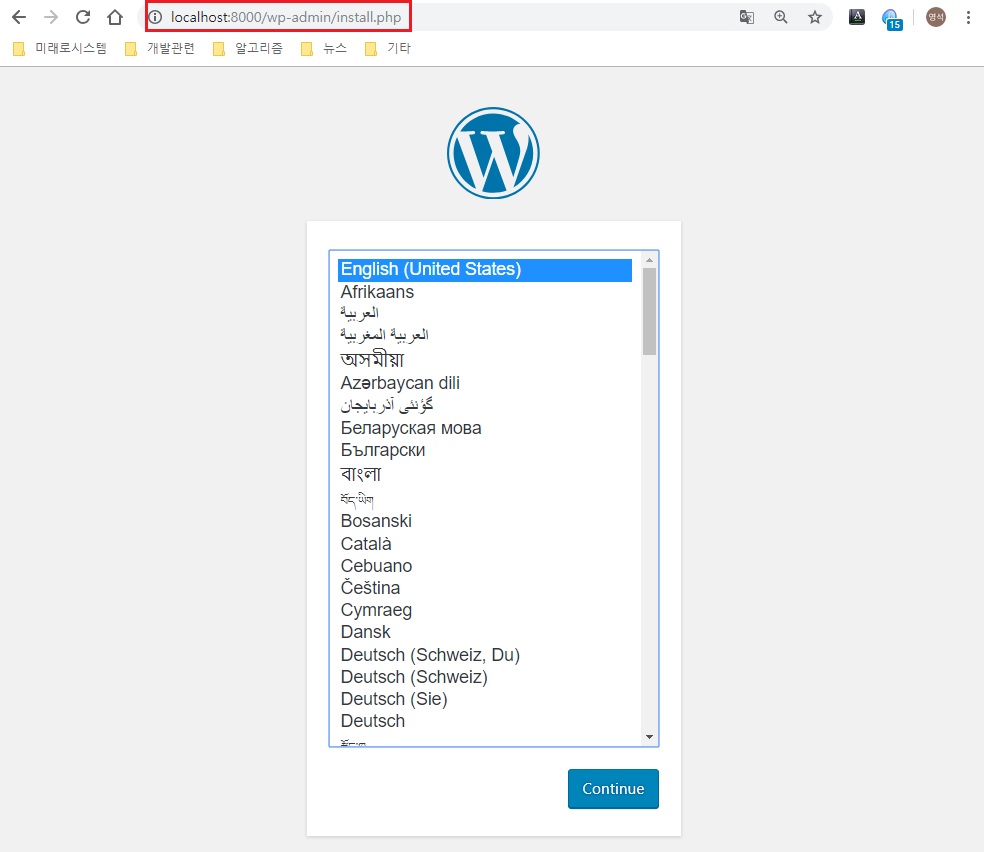 localhost:8000/wp-admin/install.php
15
영석
미래로시스템 개발관련 알고리즘 뉴스 기타
English (United States)
Afrikaans
العربية
العربية المغربية
অসমীয়া
Azərbaycan dili
گؤنئی آذربایجان
Беларуская мова
Български
বাংলা
བོད་ཡིག
Bosanski
Català
Cebuano
Čeština
Cymraeg
Dansk
Deutsch (Schweiz, Du)
Deutsch (Schweiz)
Deutsch (Sie)
Deutsch
Continue